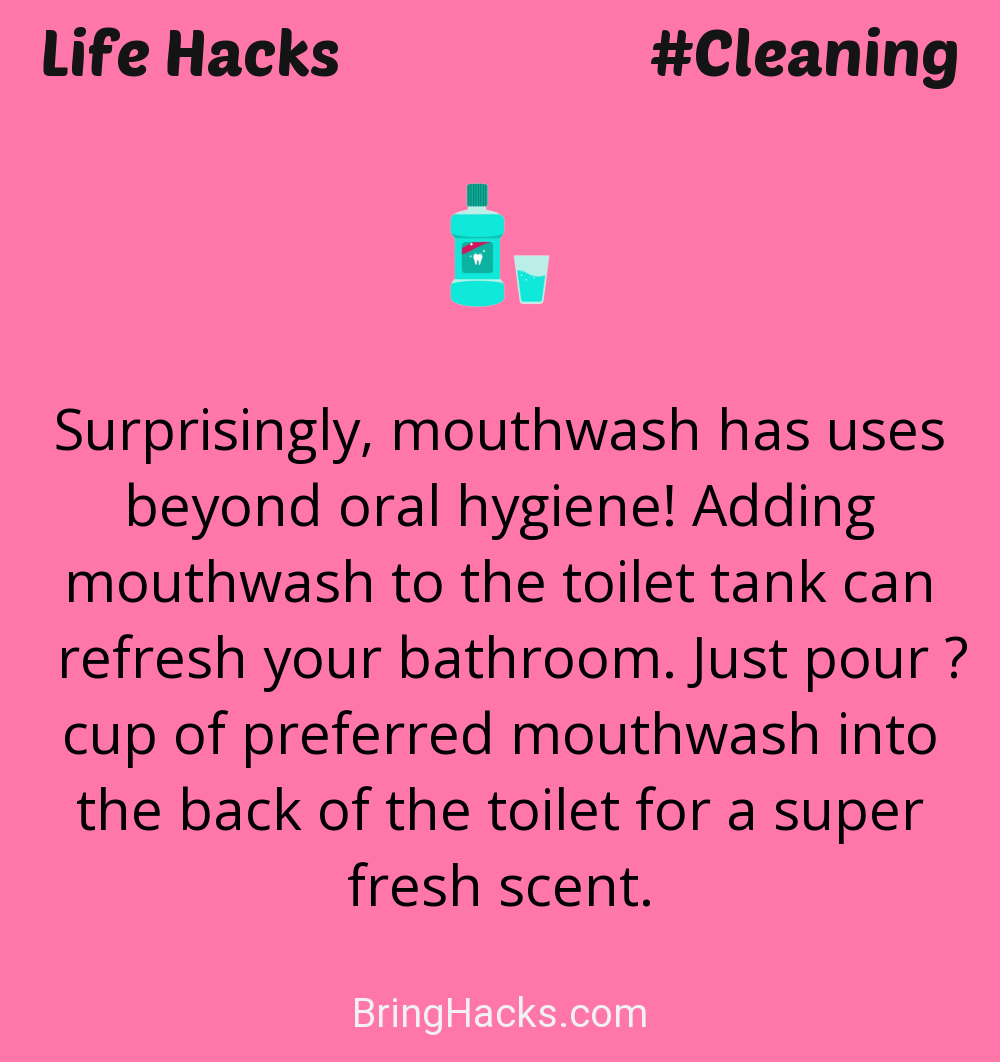 Life Hacks #Cleaning
Surprisingly, mouthwash has uses
beyond oral hygiene! Adding
mouthwash to the toilet tank can
refresh your bathroom. Just pour ?
cup of preferred mouthwash into
the back of the toilet for a super
fresh scent.
BringHacks.com